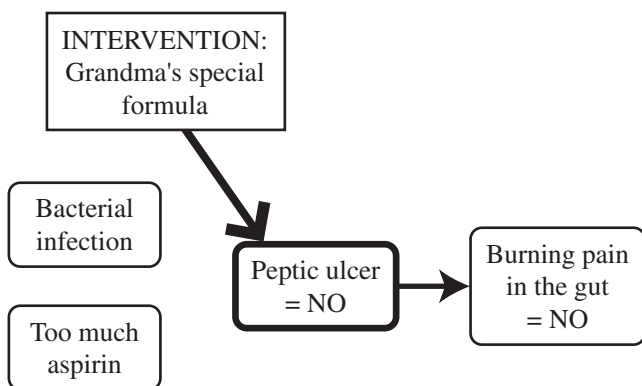 INTERVENTION:
Grandma's special
formula
Bacterial
infection
Peptic ulcer
= NO
Burning pain
in the gut
= NO
Too much
aspirin